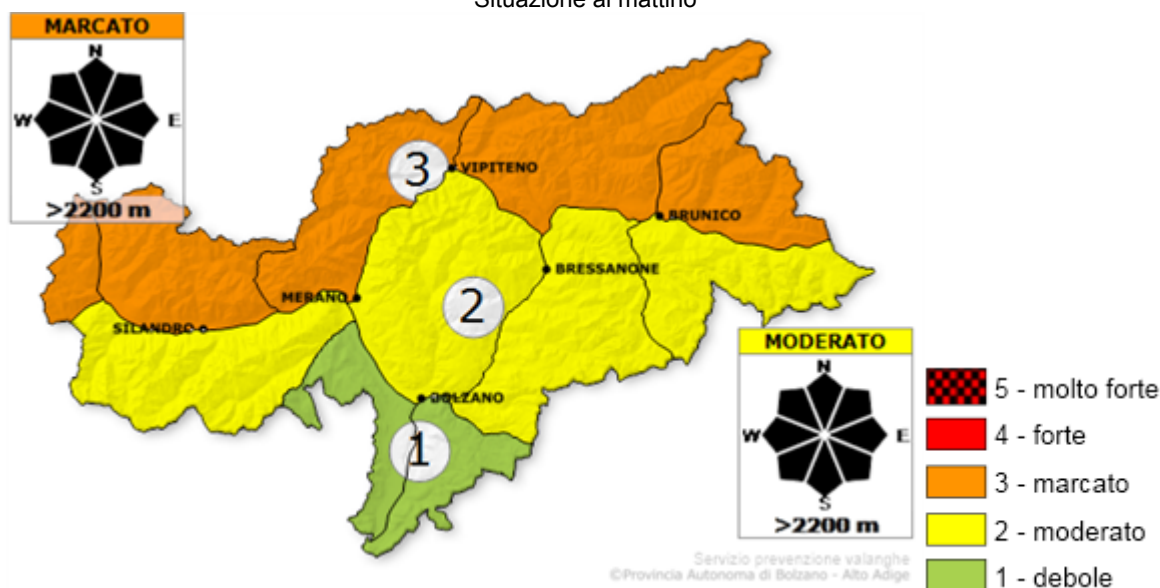 Situazione al mattino
MARCATO
N
W E
S
>2200 m
3
VIPITENO
BRUNICO
BRESSANONE
MERANO
2
SILANDRO
BOLZANO
1
MODERATO
N
W E
S
>2200 m
5 - molto forte
4 - forte
3 - marcato
2 - moderato
1 - debole
Servizio prevenzione valanghe
©Provincia Autonoma di Bolzano - Alto Adige